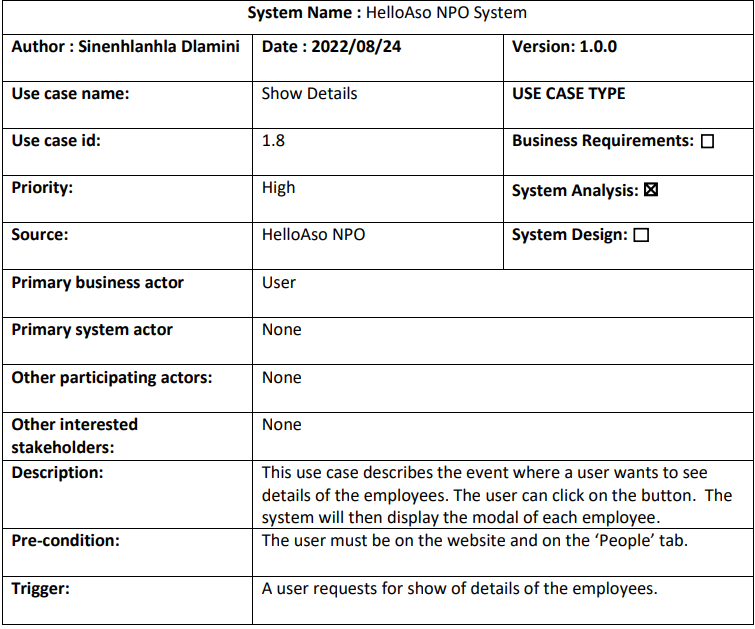 System Name : HelloAso NPO System
Author : Sinenhlanhla Dlamini Date : 2022/08/24 Version: 1.0.0
Use case name: Show Details USE CASE TYPE
Use case id: 1.8 Business Requirements: ☐
Priority: High System Analysis: ☒
Source: HelloAso NPO System Design: ☐
Primary business actor User
Primary system actor None
Other participating actors: None
Other interested None
stakeholders:
Description: This use case describes the event where a user wants to see
details of the employees. The user can click on the button. The
system will then display the modal of each employee.
Pre-condition: The user must be on the website and on the ‘People’ tab.
Trigger: A user requests for show of details of the employees.